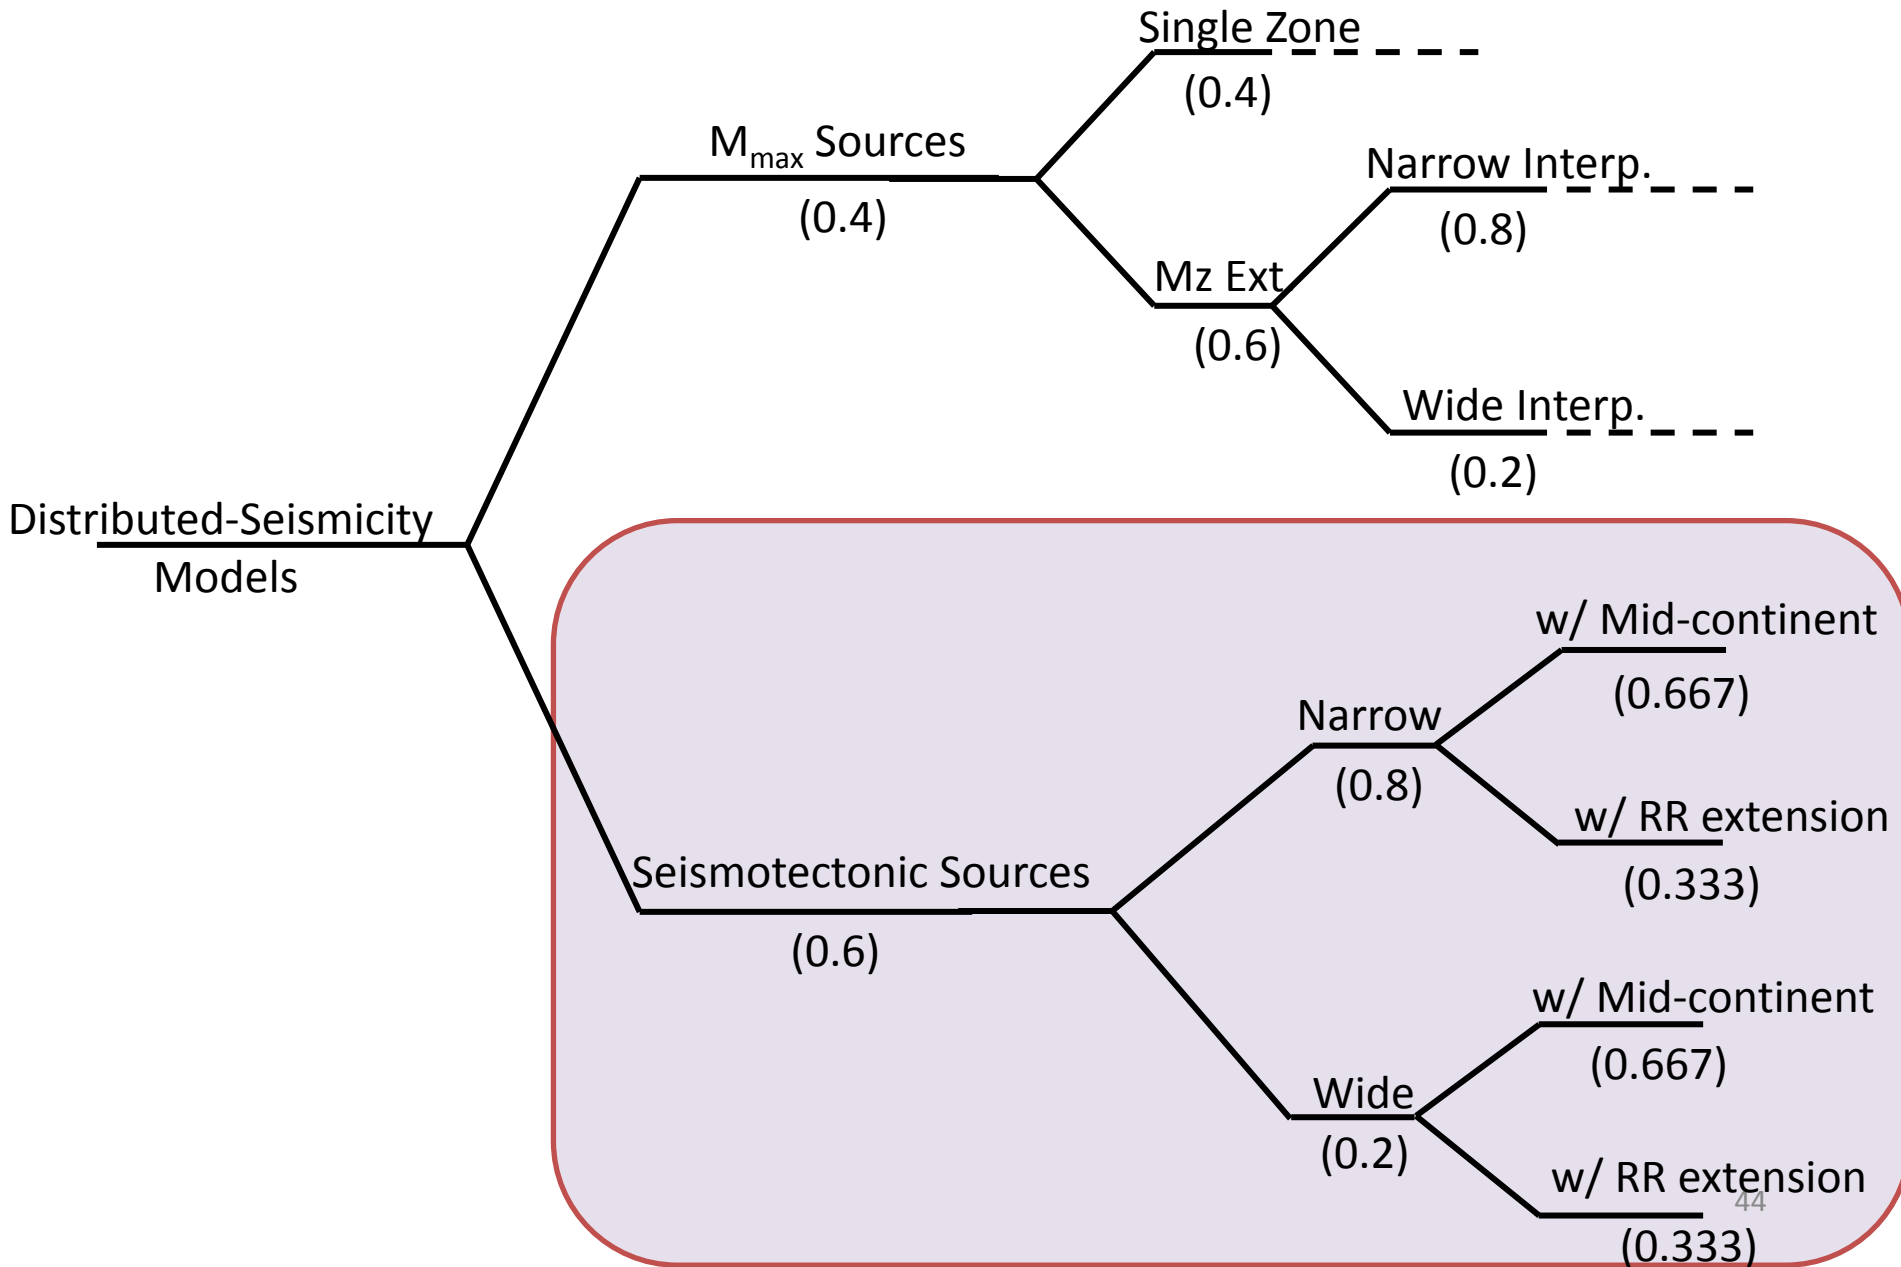 Single Zone
(0.4)
Mmax Sources
(0.4)
Narrow Interp.
(0.8)
Mz Ext
(0.6)
Wide Interp.
(0.2)
Distributed-Seismicity
Models
w/ Mid-continent
(0.667)
Narrow
(0.8)
w/ RR extension
(0.333)
Seismotectonic Sources
(0.6)
w/ Mid-continent
(0.667)
Wide
(0.2)
w/ RR extension
44
(0.333)